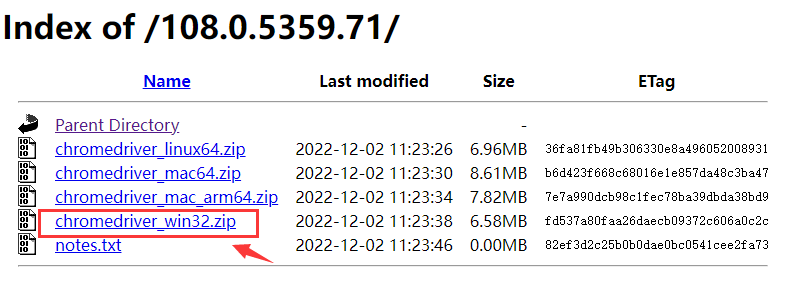 Index of /108.0.5359.71/
Name Last modified Size ETag
Parent Directory -
chromedriver_linux64.zip 2022-12-02 11:23:26 6.96MB 36fa81fb49b306330e8a496052008931
chromedriver_mac64.zip 2022-12-02 11:23:30 8.61MB b6d423f668c68016e1e857da48c3ba47
chromedriver_mac_arm64.zip 2022-12-02 11:23:34 7.82MB 7e7a990dcb98c1fec78ba39dbda38bd9
chromedriver_win32.zip 2022-12-02 11:23:38 6.58MB fd537a80faa26daecb09372c606a0c2c
notes.txt 2022-12-02 11:23:46 0.00MB 82ef3d2c25b0b0dae0bc0541cee2fa73